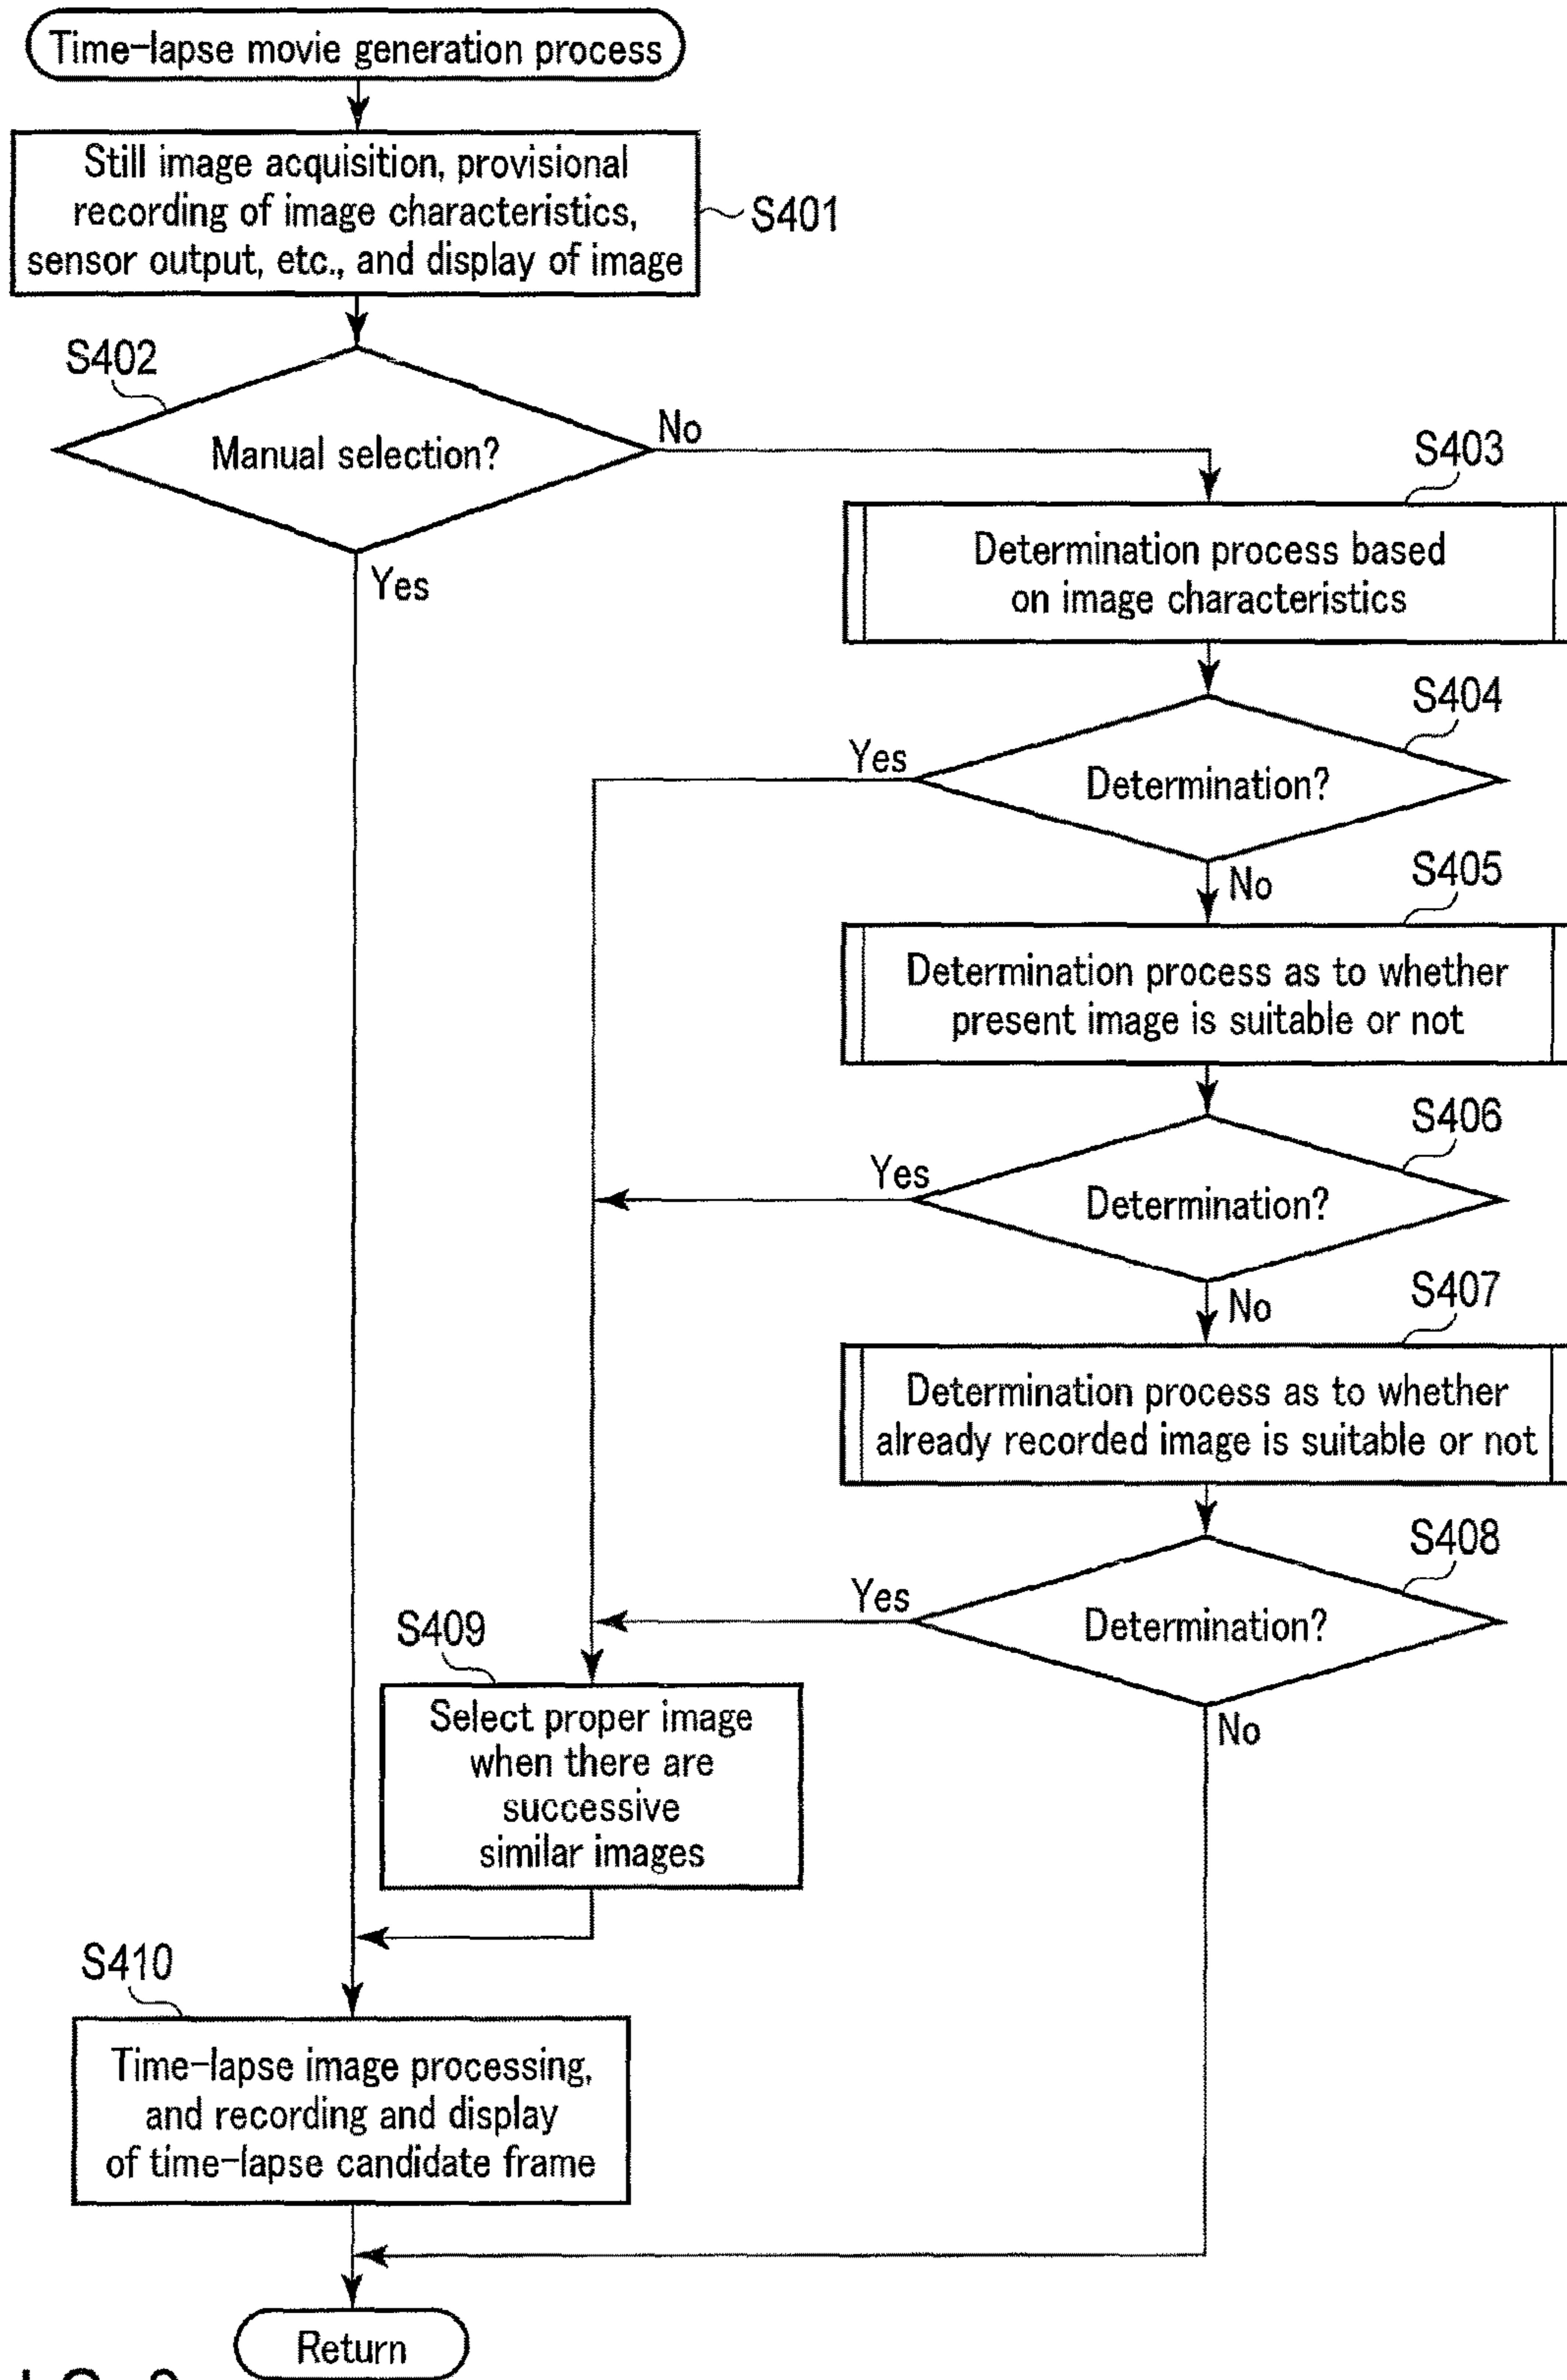 Time-lapse movie generation process
Still image acquisition, provisional
recording of image characteristics,
sensor output, etc., and display of image
S401
S402
Manual selection?
No
Yes
S403
Determination process based
on image characteristics
S404
Yes
Determination?
No
S405
Determination process as to whether
present image is suitable or not
S406
Yes
Determination?
No
S407
Determination process as to whether
already recorded image is suitable or not
S408
Yes
Determination?
No
S409
Select proper image
when there are
successive
similar images
S410
Time-lapse image processing,
and recording and display
of time-lapse candidate frame
Return